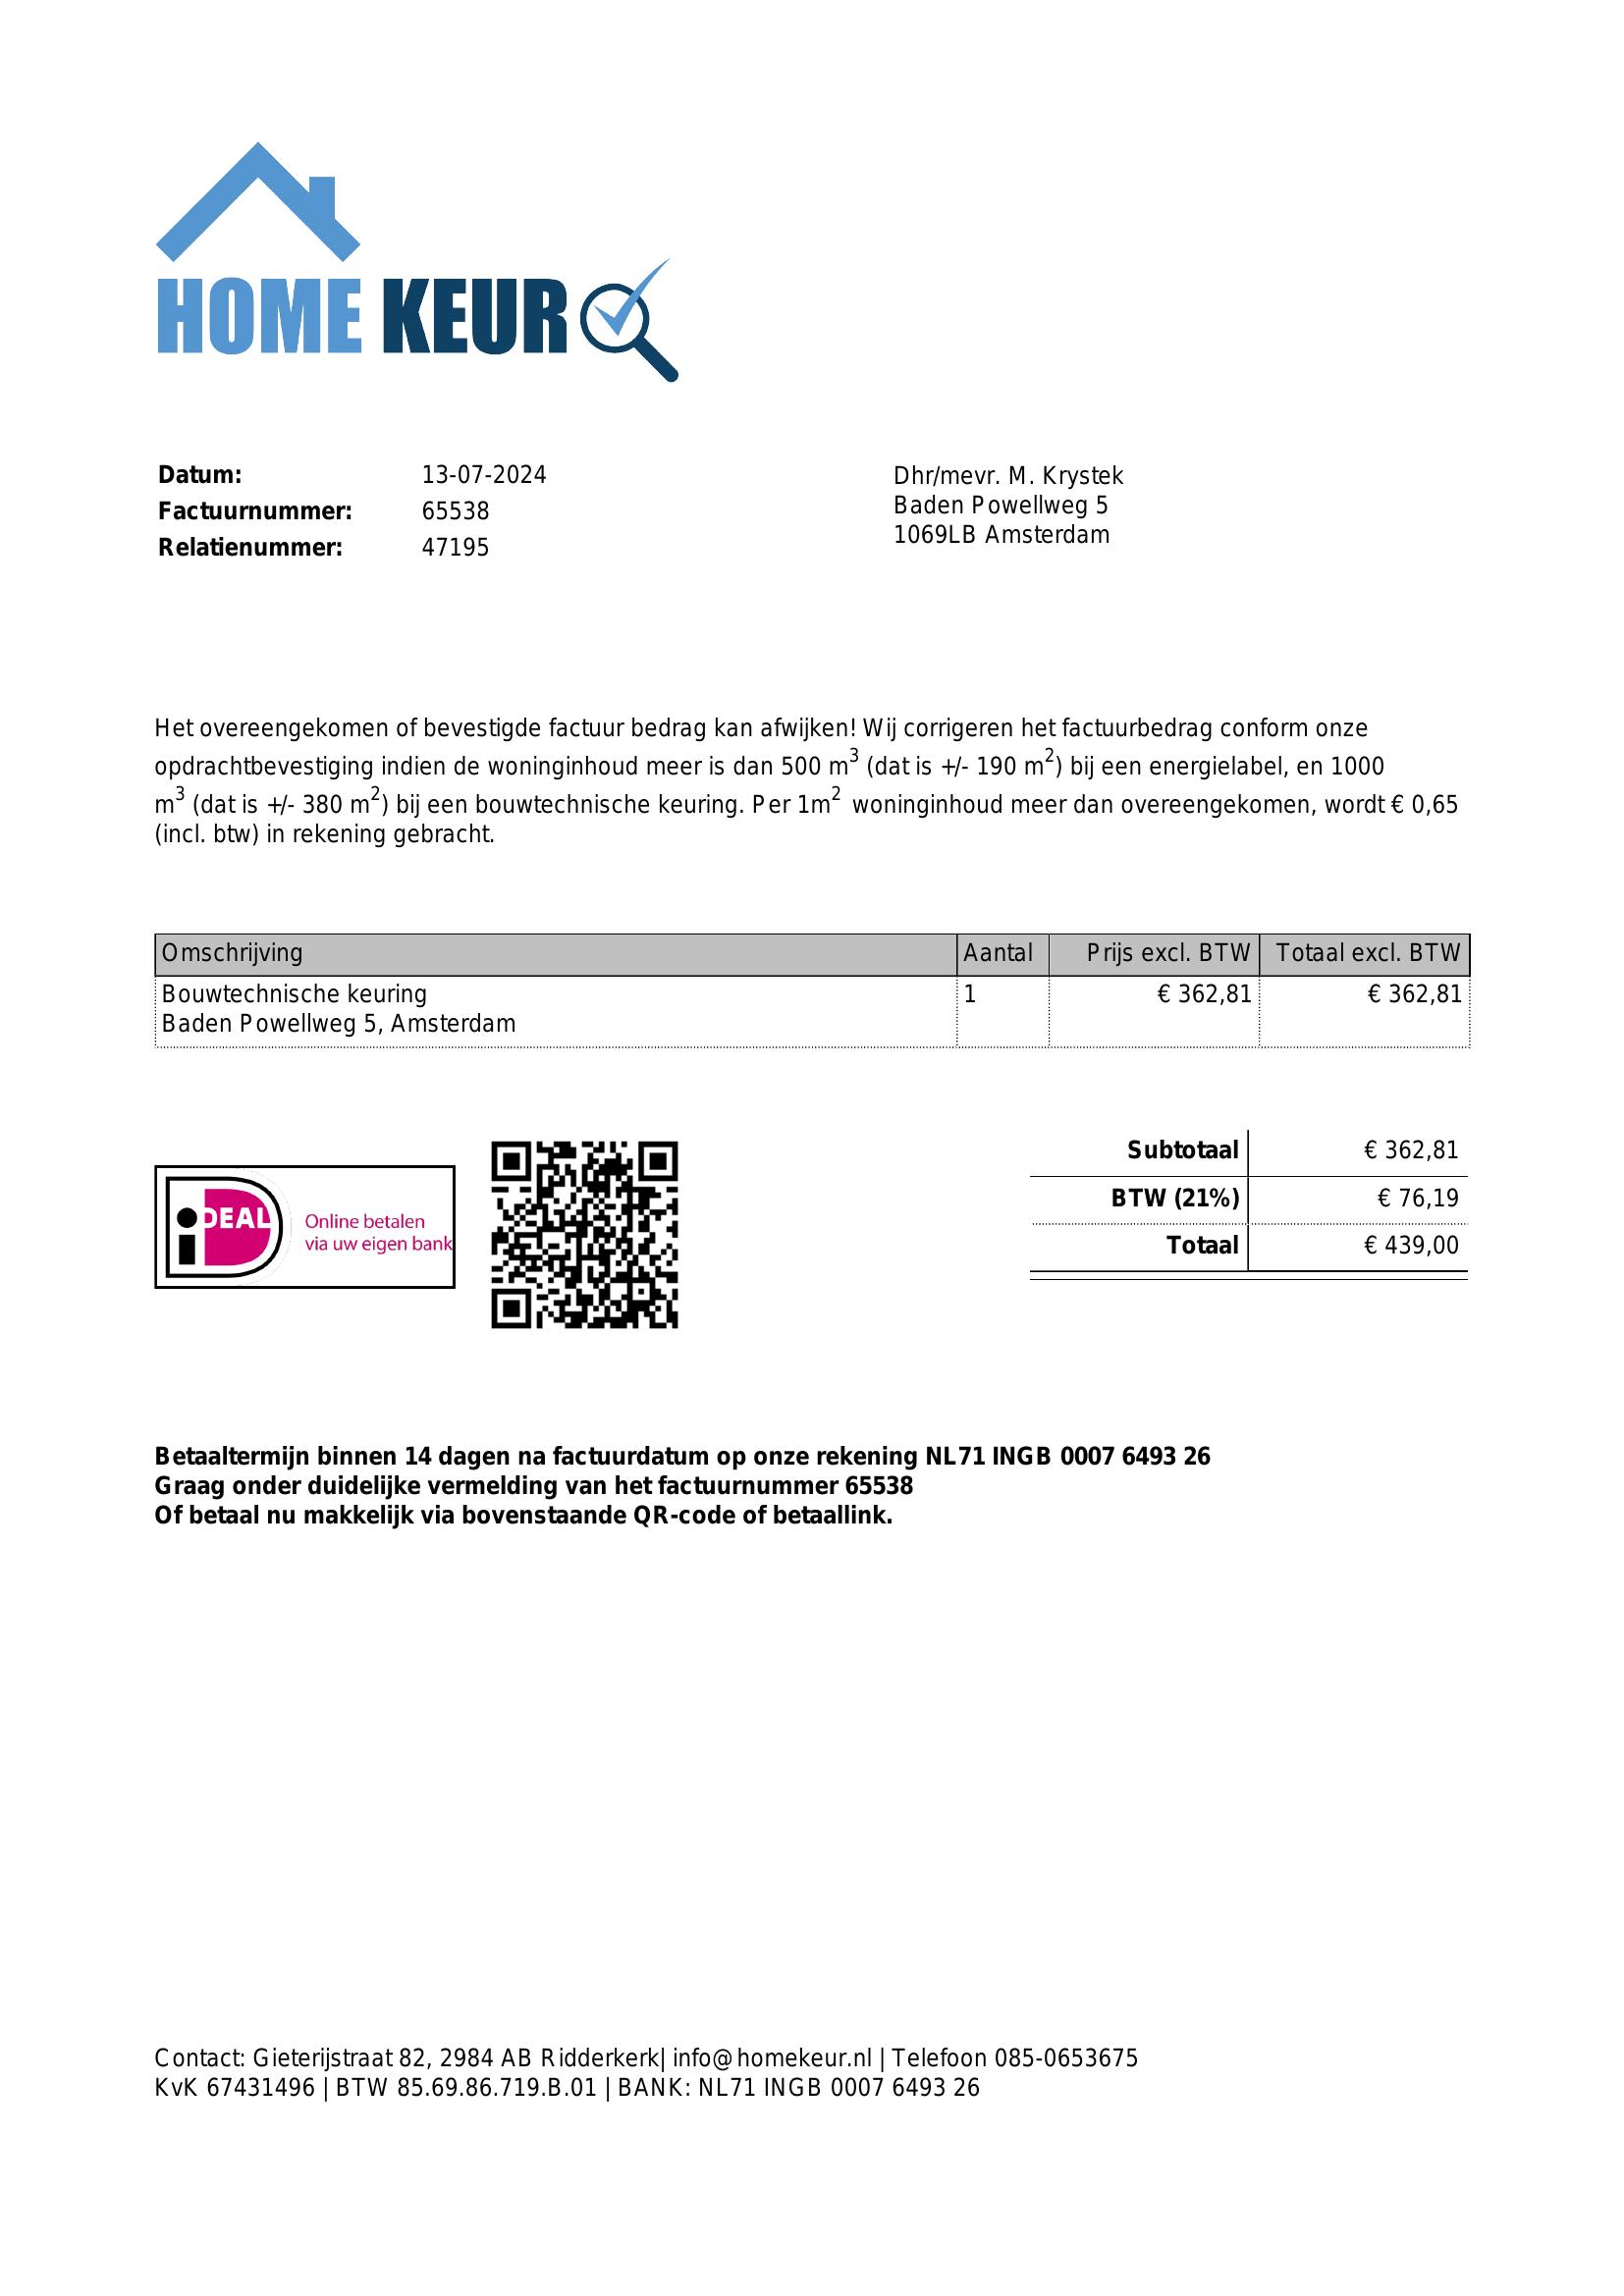 HOME KEUR
Datum: 13-07-2024
Factuurnummer: 65538
Relatienummer: 47195
Dhr/mevr. M. Krystek
Baden Powellweg 5
1069LB Amsterdam
Het overeengekomen of bevestigde factuur bedrag kan afwijken! Wij corrigeren het factuurbedrag conform onze
opdrachtbevestiging indien de woninginhoud meer is dan 500 m³ (dat is +/- 190 m²) bij een energielabel, en 1000
m³ (dat is +/- 380 m²) bij een bouwtechnische keuring. Per 1m² woninginhoud meer dan overeengekomen, wordt € 0,65
(incl. btw) in rekening gebracht.
Omschrijving Aantal Prijs excl. BTW Totaal excl. BTW
Bouwtechnische keuring 1 € 362,81 € 362,81
Baden Powellweg 5, Amsterdam
iDEAL
Online betalen
via uw eigen bank
Subtotaal € 362,81
BTW (21%) € 76,19
Totaal € 439,00
Betaaltermijn binnen 14 dagen na factuurdatum op onze rekening NL71 INGB 0007 6493 26
Graag onder duidelijke vermelding van het factuurnummer 65538
Of betaal nu makkelijk via bovenstaande QR-code of betaallink.
Contact: Gieterijstraat 82, 2984 AB Ridderkerk| info@homekeur.nl | Telefoon 085-0653675
KvK 67431496 | BTW 85.69.86.719.B.01 | BANK: NL71 INGB 0007 6493 26